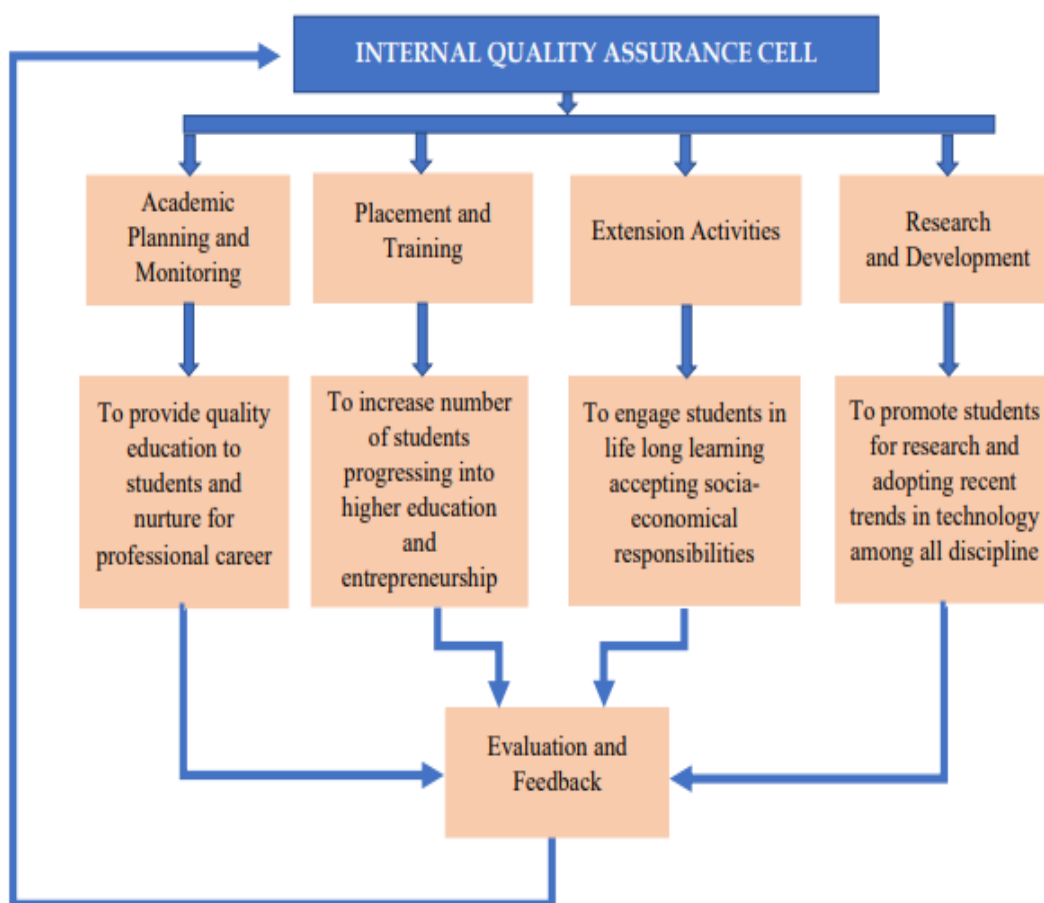 INTERNAL QUALITY ASSURANCE CELL
Academic
Planning and
Monitoring
Placement and
Training
Extension Activities
Research
and Development
To provide quality
education to
students and
nurture for
professional career
To increase number
of students
progressing into
higher education
and
entrepreneurship
To engage students in
life long learning
accepting socia-
economical
responsibilities
To promote students
for research and
adopting recent
trends in technology
among all discipline
Evaluation and
Feedback